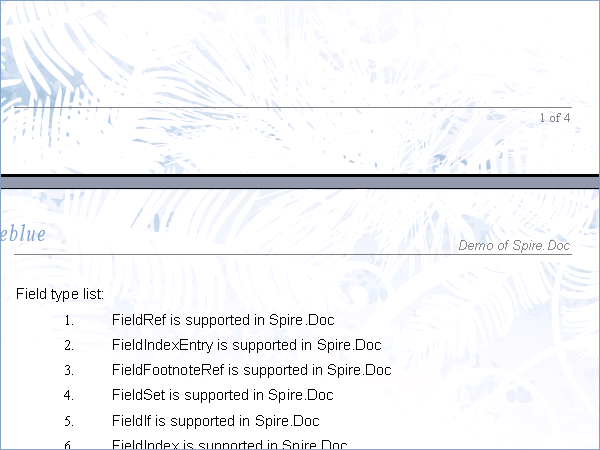 1 of 4
eblue
Demo of Spire.Doc
Field type list:
1. FieldRef is supported in Spire.Doc
2. FieldIndexEntry is supported in Spire.Doc
3. FieldFootnoteRef is supported in Spire.Doc
4. FieldSet is supported in Spire.Doc
5. FieldIf is supported in Spire.Doc
6. FieldIndex is supported in Spire.Doc